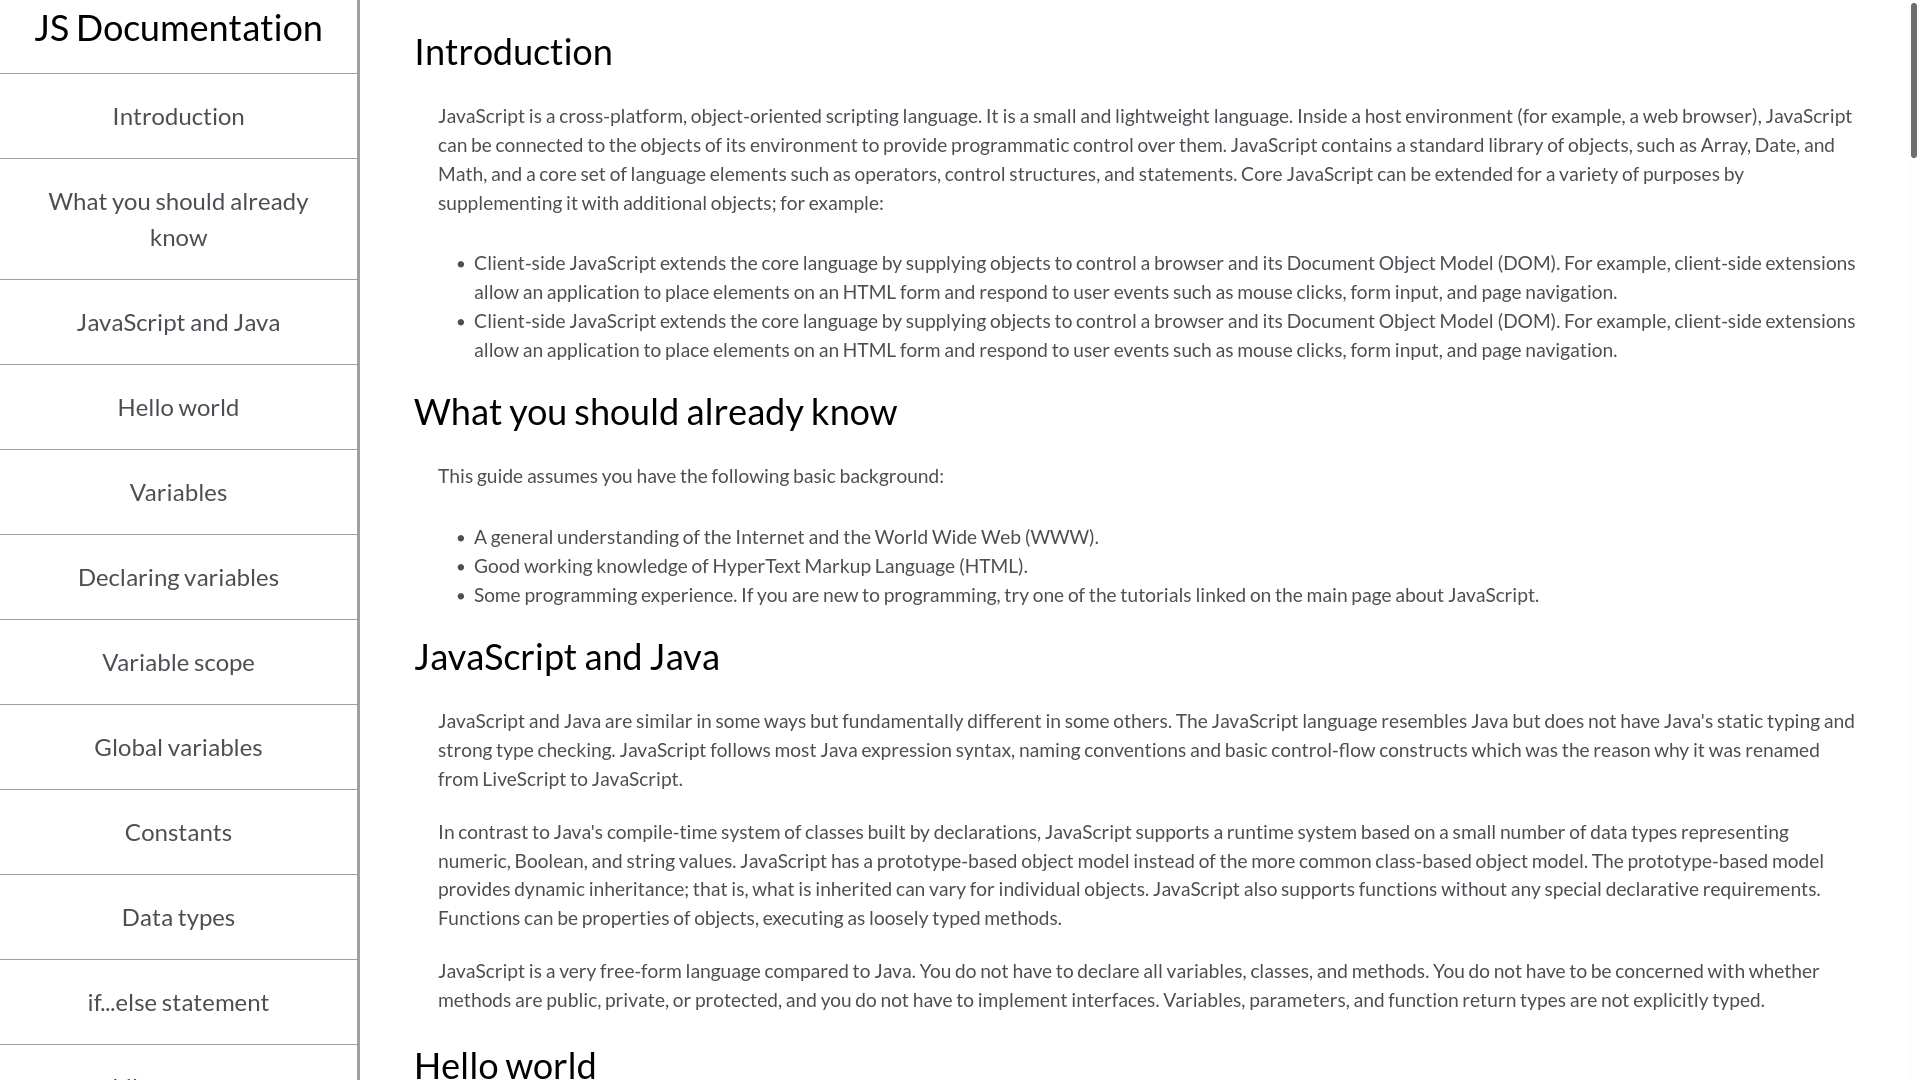 JS Documentation
Introduction
What you should already
know
JavaScript and Java
Hello world
Variables
Declaring variables
Variable scope
Global variables
Constants
Data types
if...else statement
Introduction
JavaScript is a cross-platform, object-oriented scripting language. It is a small and lightweight language. Inside a host environment (for example, a web browser), JavaScript
can be connected to the objects of its environment to provide programmatic control over them. JavaScript contains a standard library of objects, such as Array, Date, and
Math, and a core set of language elements such as operators, control structures, and statements. Core JavaScript can be extended for a variety of purposes by
supplementing it with additional objects; for example:
• Client-side JavaScript extends the core language by supplying objects to control a browser and its Document Object Model (DOM). For example, client-side extensions
allow an application to place elements on an HTML form and respond to user events such as mouse clicks, form input, and page navigation.
• Client-side JavaScript extends the core language by supplying objects to control a browser and its Document Object Model (DOM). For example, client-side extensions
allow an application to place elements on an HTML form and respond to user events such as mouse clicks, form input, and page navigation.
What you should already know
This guide assumes you have the following basic background:
• A general understanding of the Internet and the World Wide Web (WWW).
• Good working knowledge of HyperText Markup Language (HTML).
• Some programming experience. If you are new to programming, try one of the tutorials linked on the main page about JavaScript.
JavaScript and Java
JavaScript and Java are similar in some ways but fundamentally different in some others. The JavaScript language resembles Java but does not have Java's static typing and
strong type checking. JavaScript follows most Java expression syntax, naming conventions and basic control-flow constructs which was the reason why it was renamed
from LiveScript to JavaScript.
In contrast to Java's compile-time system of classes built by declarations, JavaScript supports a runtime system based on a small number of data types representing
numeric, Boolean, and string values. JavaScript has a prototype-based object model instead of the more common class-based object model. The prototype-based model
provides dynamic inheritance; that is, what is inherited can vary for individual objects. JavaScript also supports functions without any special declarative requirements.
Functions can be properties of objects, executing as loosely typed methods.
JavaScript is a very free-form language compared to Java. You do not have to declare all variables, classes, and methods. You do not have to be concerned with whether
methods are public, private, or protected, and you do not have to implement interfaces. Variables, parameters, and function return types are not explicitly typed.
Hello world